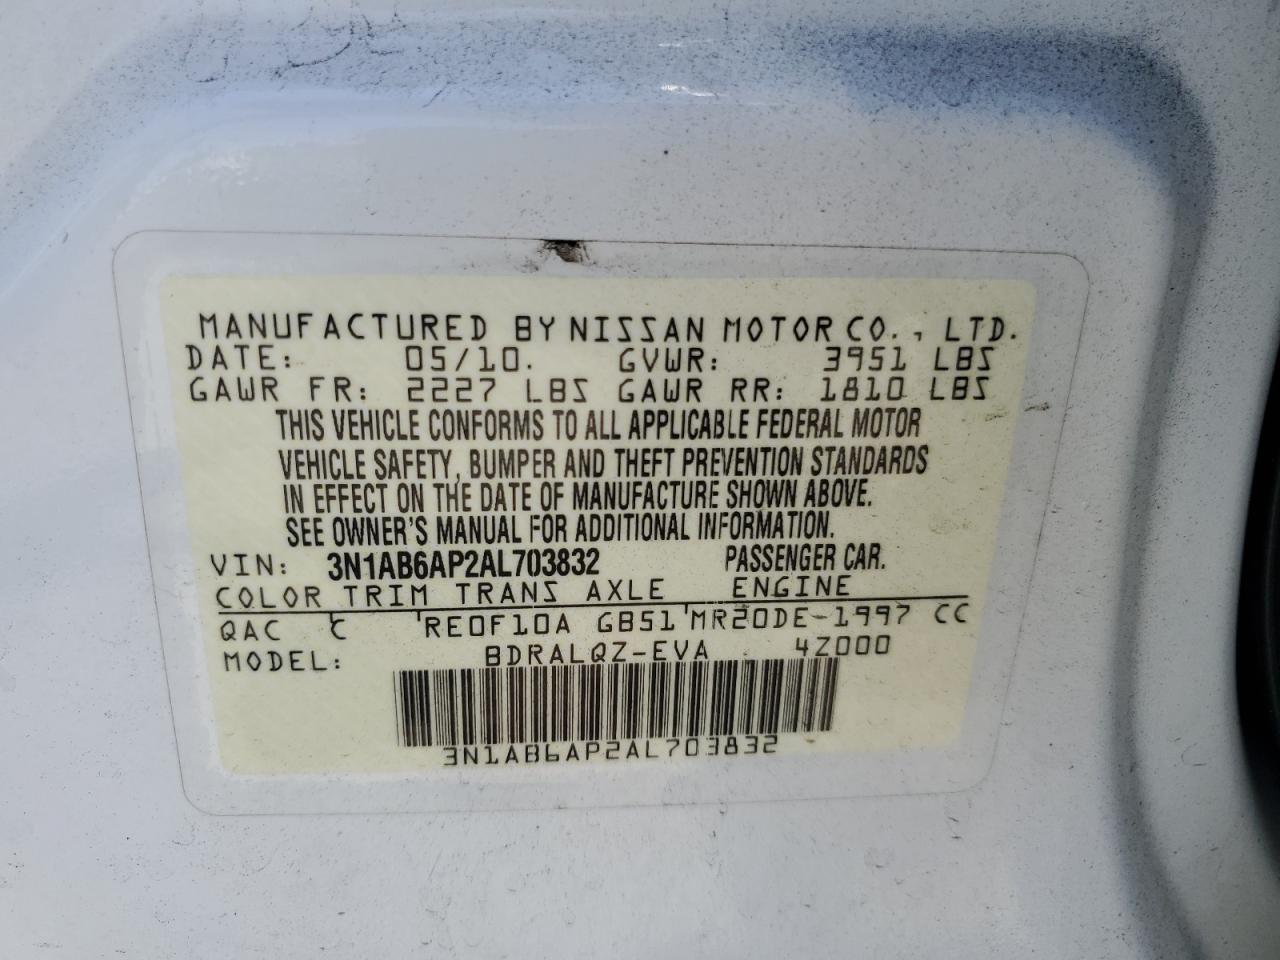 MANUFACTURED BY NISSAN MOTOR CO., LTD.
DATE: 05/10. GVWR: 3951 LBS
GAWR FR: 2227 LBS GAWR RR: 1810 LBS
THIS VEHICLE CONFORMS TO ALL APPLICABLE FEDERAL MOTOR
VEHICLE SAFETY, BUMPER AND THEFT PREVENTION STANDARDS
IN EFFECT ON THE DATE OF MANUFACTURE SHOWN ABOVE.
SEE OWNER'S MANUAL FOR ADDITIONAL INFORMATION.
VIN: 3N1AB6AP2AL703832 PASSENGER CAR.
COLOR TRIM TRANS AXLE ENGINE
QAC C RE0F10A GB51 MR20DE-1997 CC
MODEL: BDRALQZ-EVA 4Z000
3N1AB6AP2AL703832